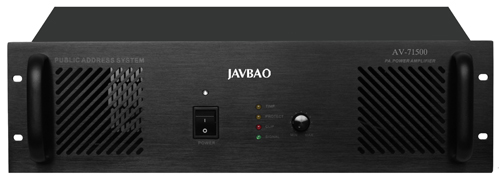 PUBLIC ADDRESS SYSTEM
AV-71500
PA POWER AMPLIFIER
JAVBAO
POWER